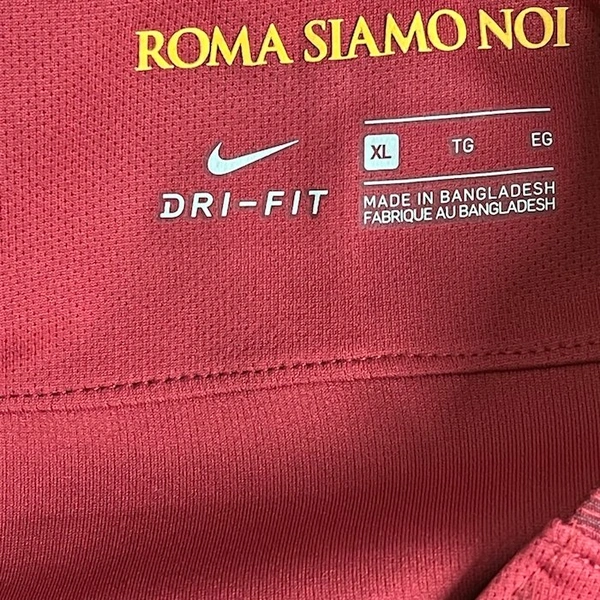 ROMA SIAMO NOI
XL TG EG
DRI-FIT
MADE IN BANGLADESH
FABRIQUE AU BANGLADESH